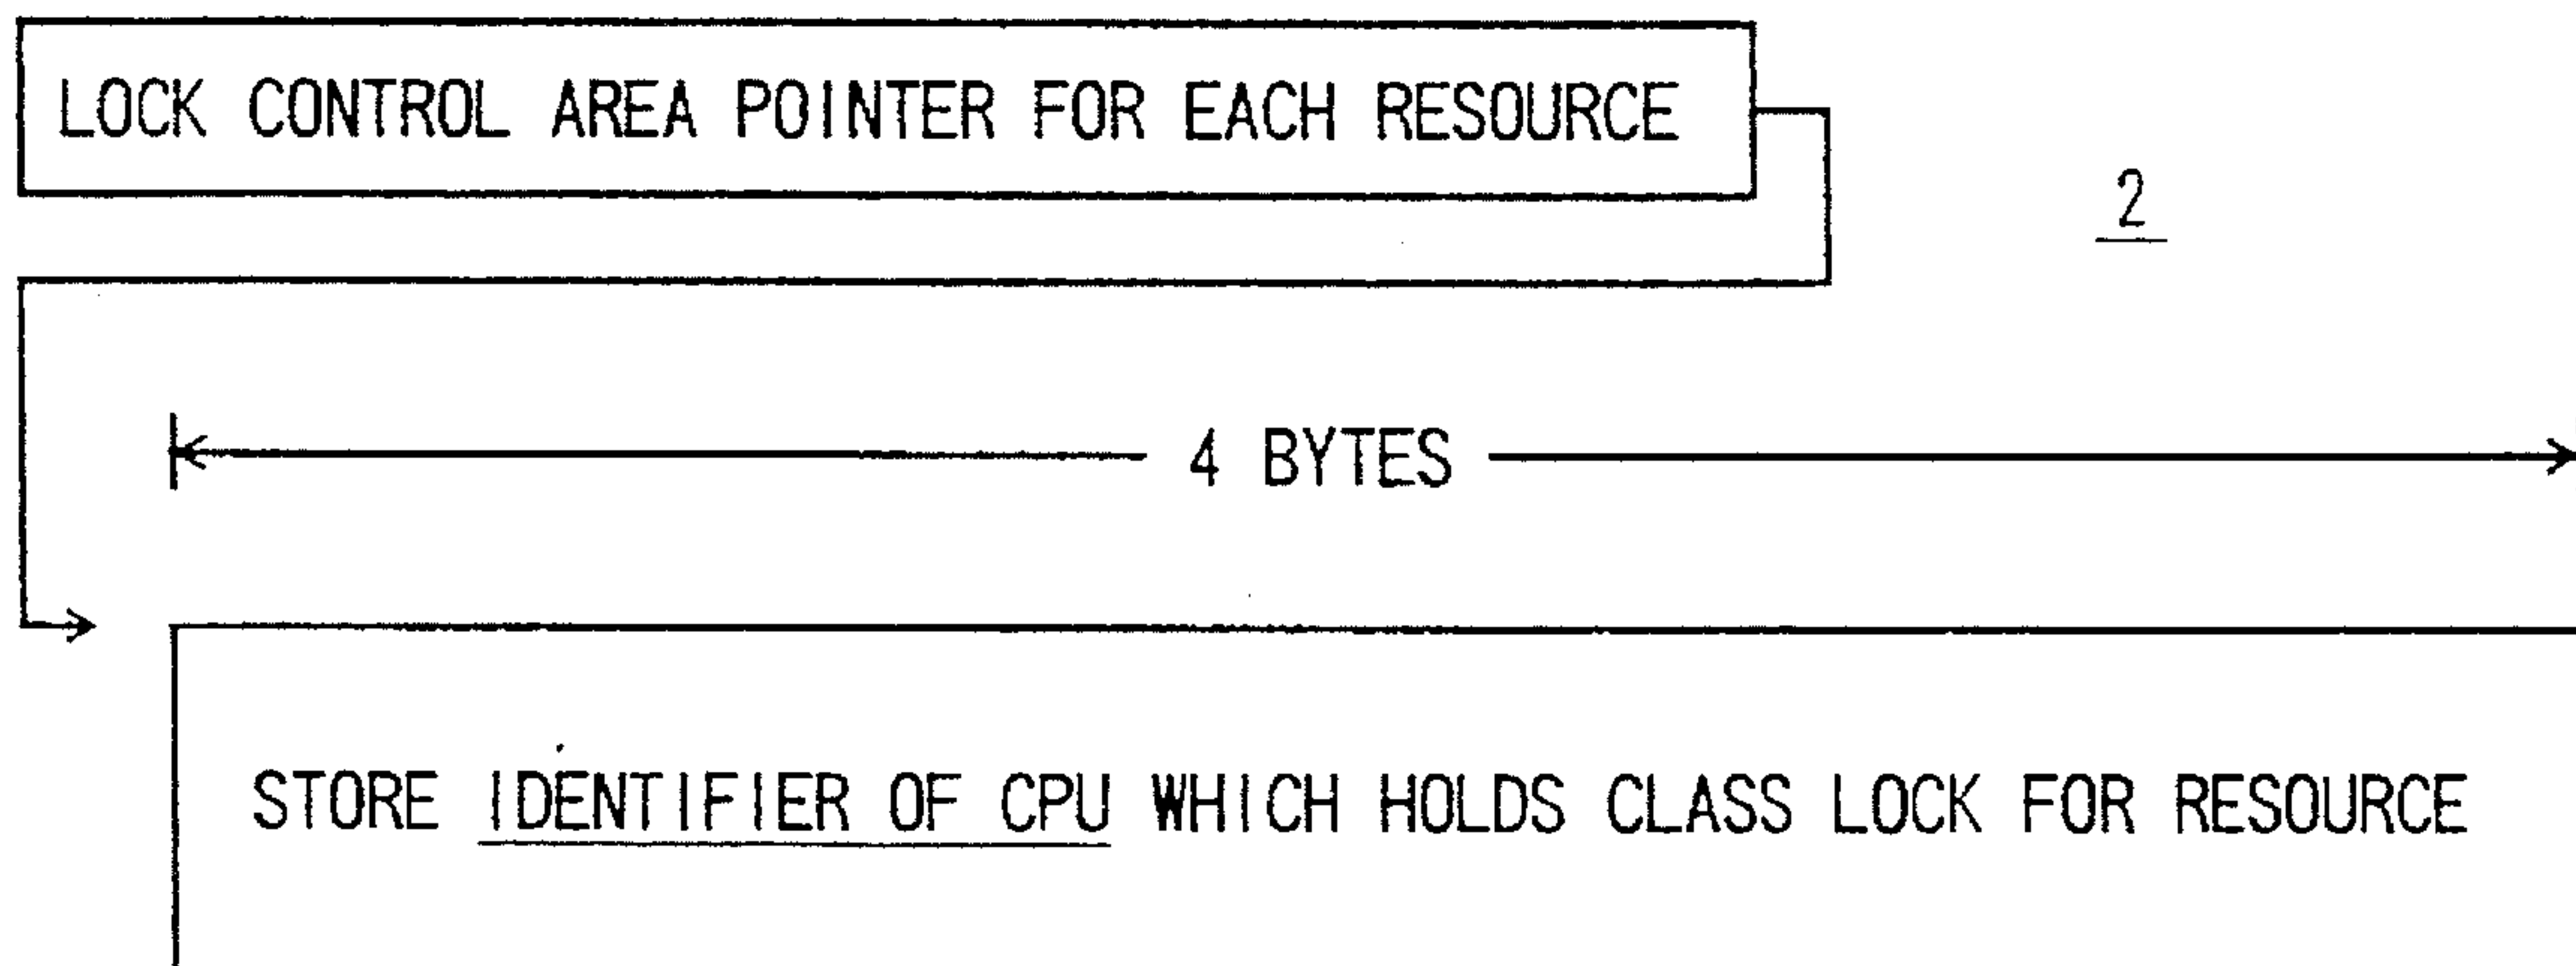 LOCK CONTROL AREA POINTER FOR EACH RESOURCE
2
4 BYTES
STORE IDENTIFIER OF CPU WHICH HOLDS CLASS LOCK FOR RESOURCE